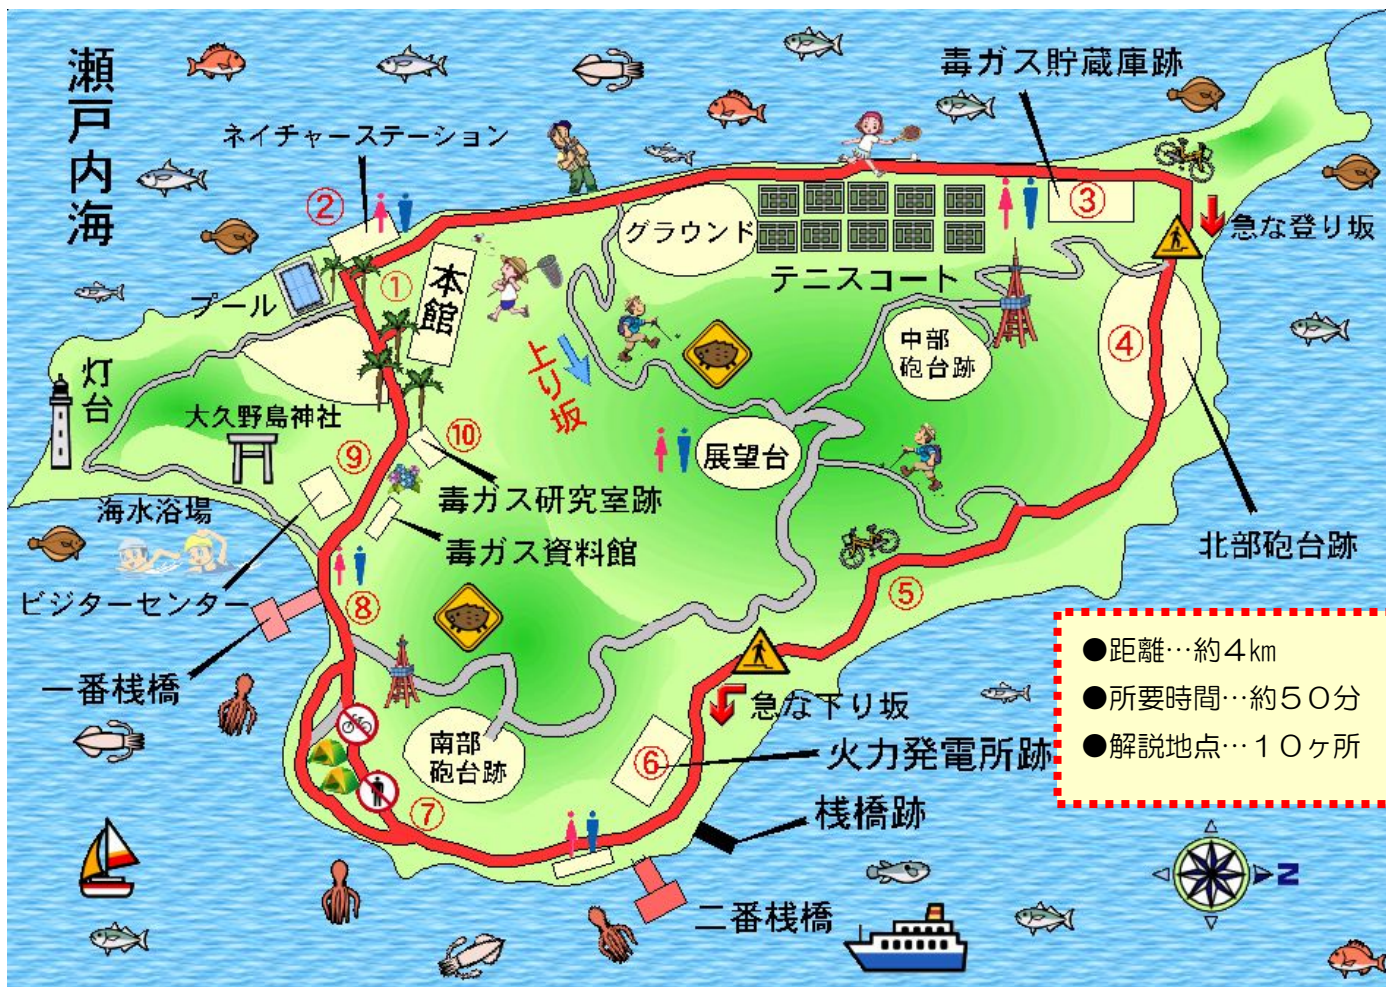 瀬戸内海
毒ガス貯蔵庫跡
ネイチャーステーション
②
③
急な登り坂
グラウンド
テニスコート
プール
①
本館
中部
砲台跡
④
上り坂
灯台
大久野島神社
⑨
⑩
展望台
毒ガス研究室跡
海水浴場
毒ガス資料館
北部砲台跡
ビジターセンター
⑧
⑤
●距離…約4㎞
●所要時間…約50分
●解説地点…10ヶ所
一番桟橋
急な下り坂
南部
砲台跡
⑥
火力発電所跡
⑦
桟橋跡
N
二番桟橋